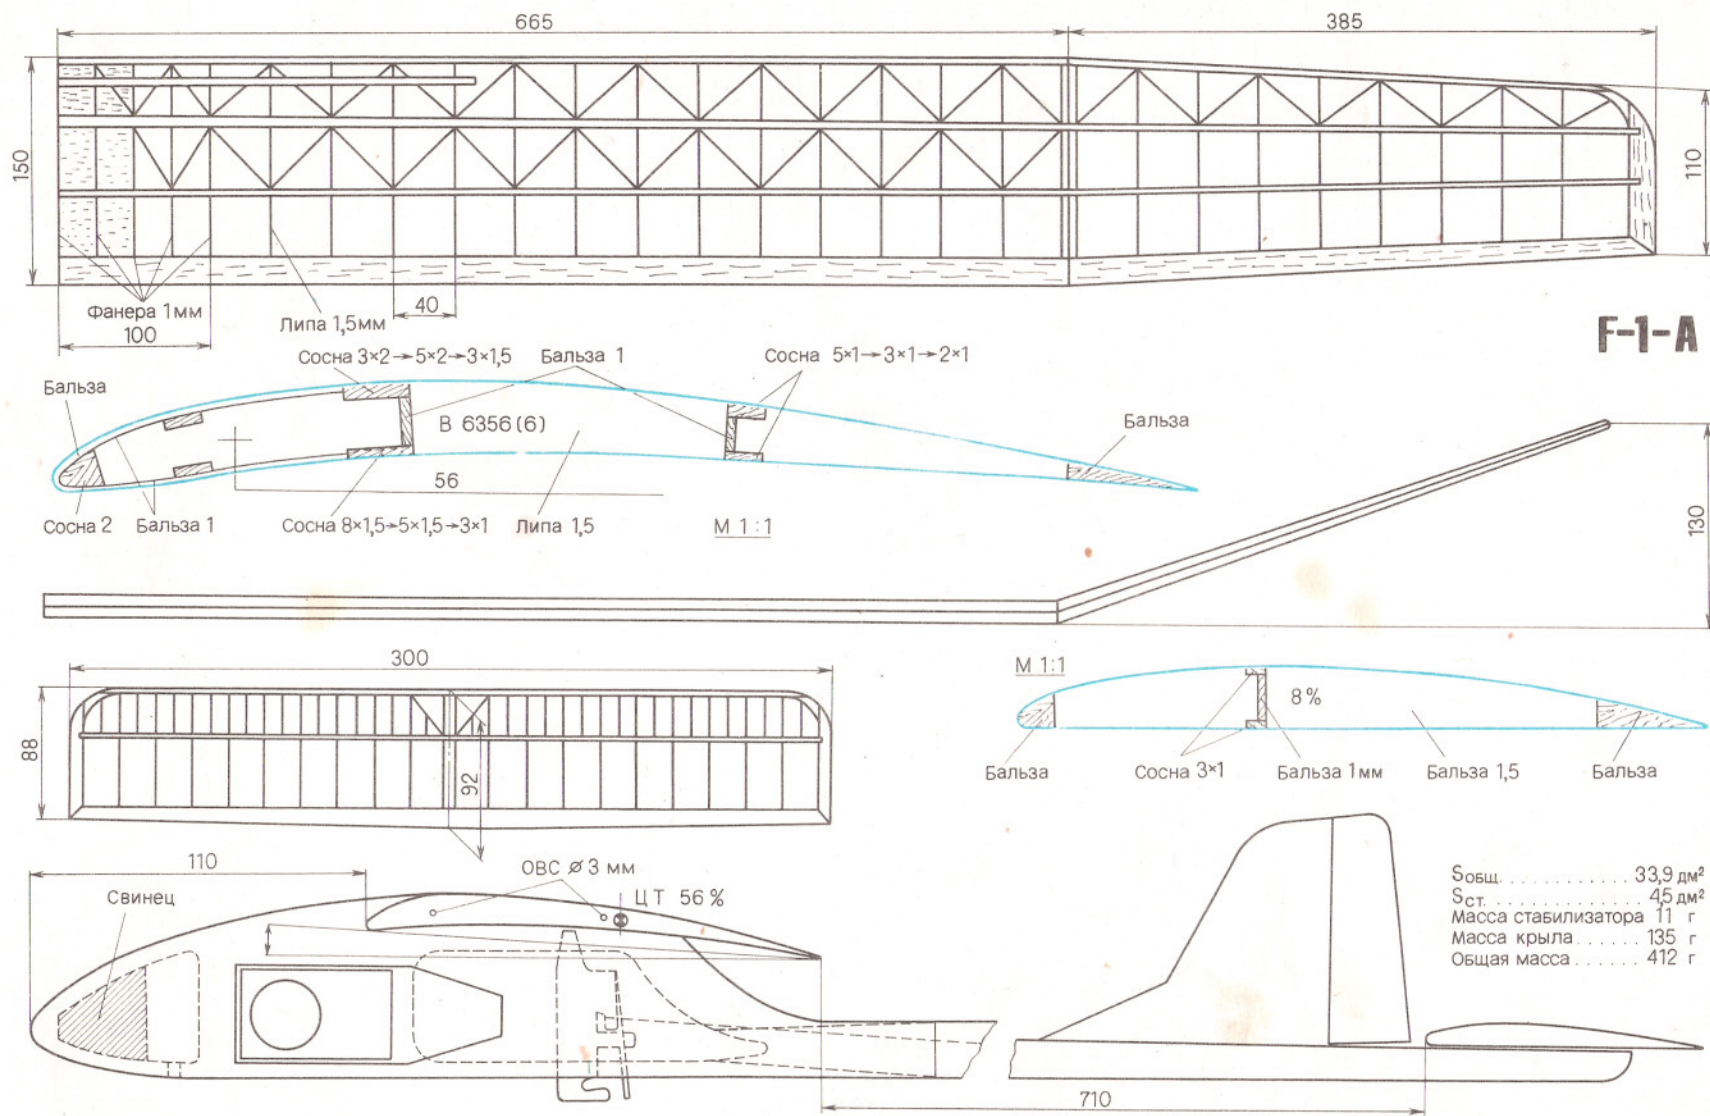 665
385
150
110
Фанера 1мм
100
Липа 1,5мм
40
F-1-A
Сосна 3×2→5×2→3×1,5
Бальза 1
Сосна 5×1→3×1→2×1
Бальза
В 6356(6)
Бальза
56
Сосна 2
Бальза 1
Сосна 8×1,5→5×1,5→3×1
Липа 1,5
М 1:1
130
300
88
92
М 1:1
8%
Бальза
Сосна 3×1
Бальза 1мм
Бальза 1,5
Бальза
110
Свинец
ОВС ⌀3 мм
ЦТ 56%
Sобщ. . . . . . . . . . . . . 33,9 дм²
Sст. . . . . . . . . . . . . . 4,5 дм²
Масса стабилизатора 11 г
Масса крыла . . . . . . 135 г
Общая масса . . . . . . 412 г
710